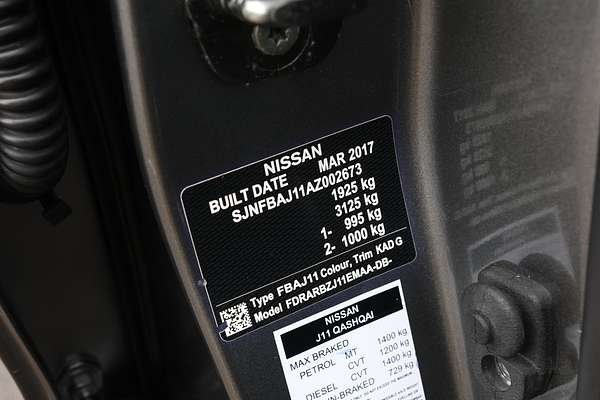 NISSAN
BUILT DATE MAR 2017
SJNFBAJ11AZ002673
1925 kg
3125 kg
1- 995 kg
2- 1000 kg
Type FBAJ11 Colour, Trim KAD G
Model FDRARBZJ11EMAA-DB-
NISSAN
J11 QASHQAI
MAX BRAKED
PETROL MT 1400 kg
CVT 1200 kg
DIESEL CVT 1400 kg
UN-BRAKED 729 kg